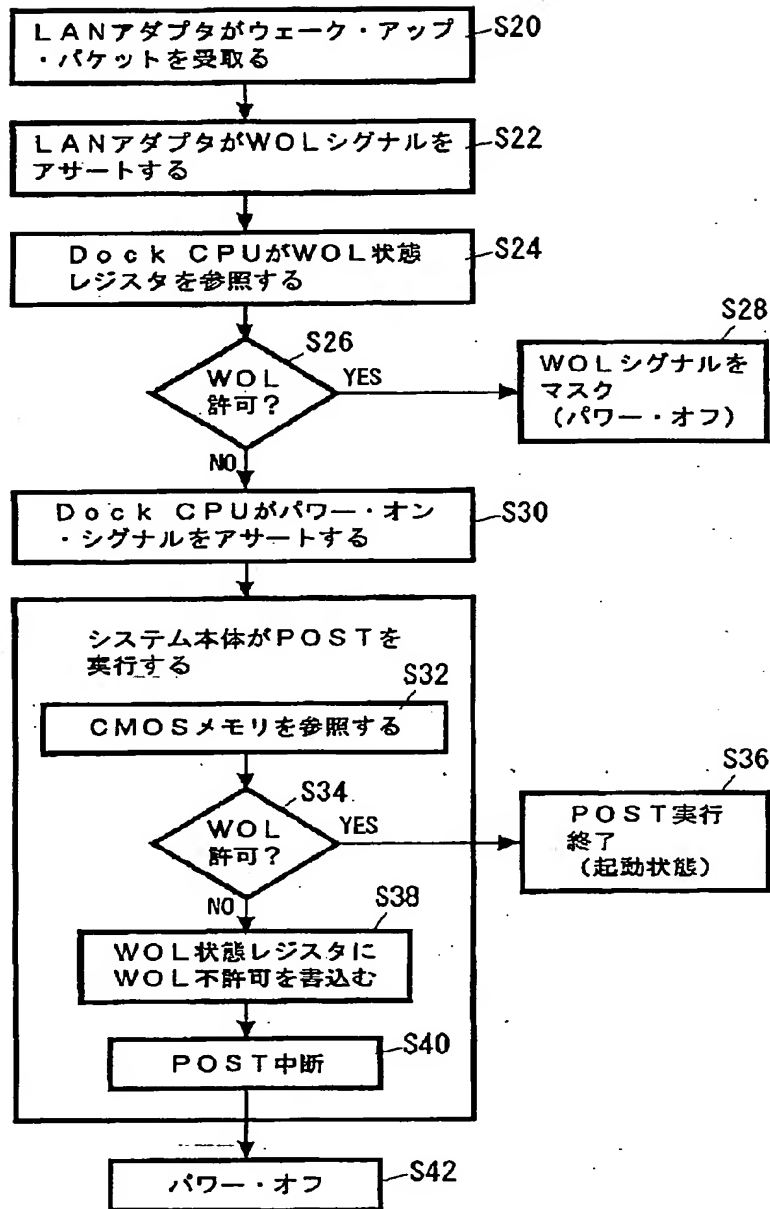 LANアダプタがウェーク・アップ
・パケットを受取る
S20
LANアダプタがWOLシグナルを
アサートする
S22
Dock CPUがWOL状態
レジスタを参照する
S24
S26
WOL
許可?
YES
NO
S28
WOLシグナルを
マスク
(パワー・オフ)
Dock CPUがパワー・オン
・シグナルをアサートする
S30
システム本体がPOSTを
実行する
S32
CMOSメモリを参照する
S34
WOL
許可?
YES
NO
S36
POST実行
終了
(起動状態)
S38
WOL状態レジスタに
WOL不許可を書込む
POST中断
S40
パワー・オフ
S42